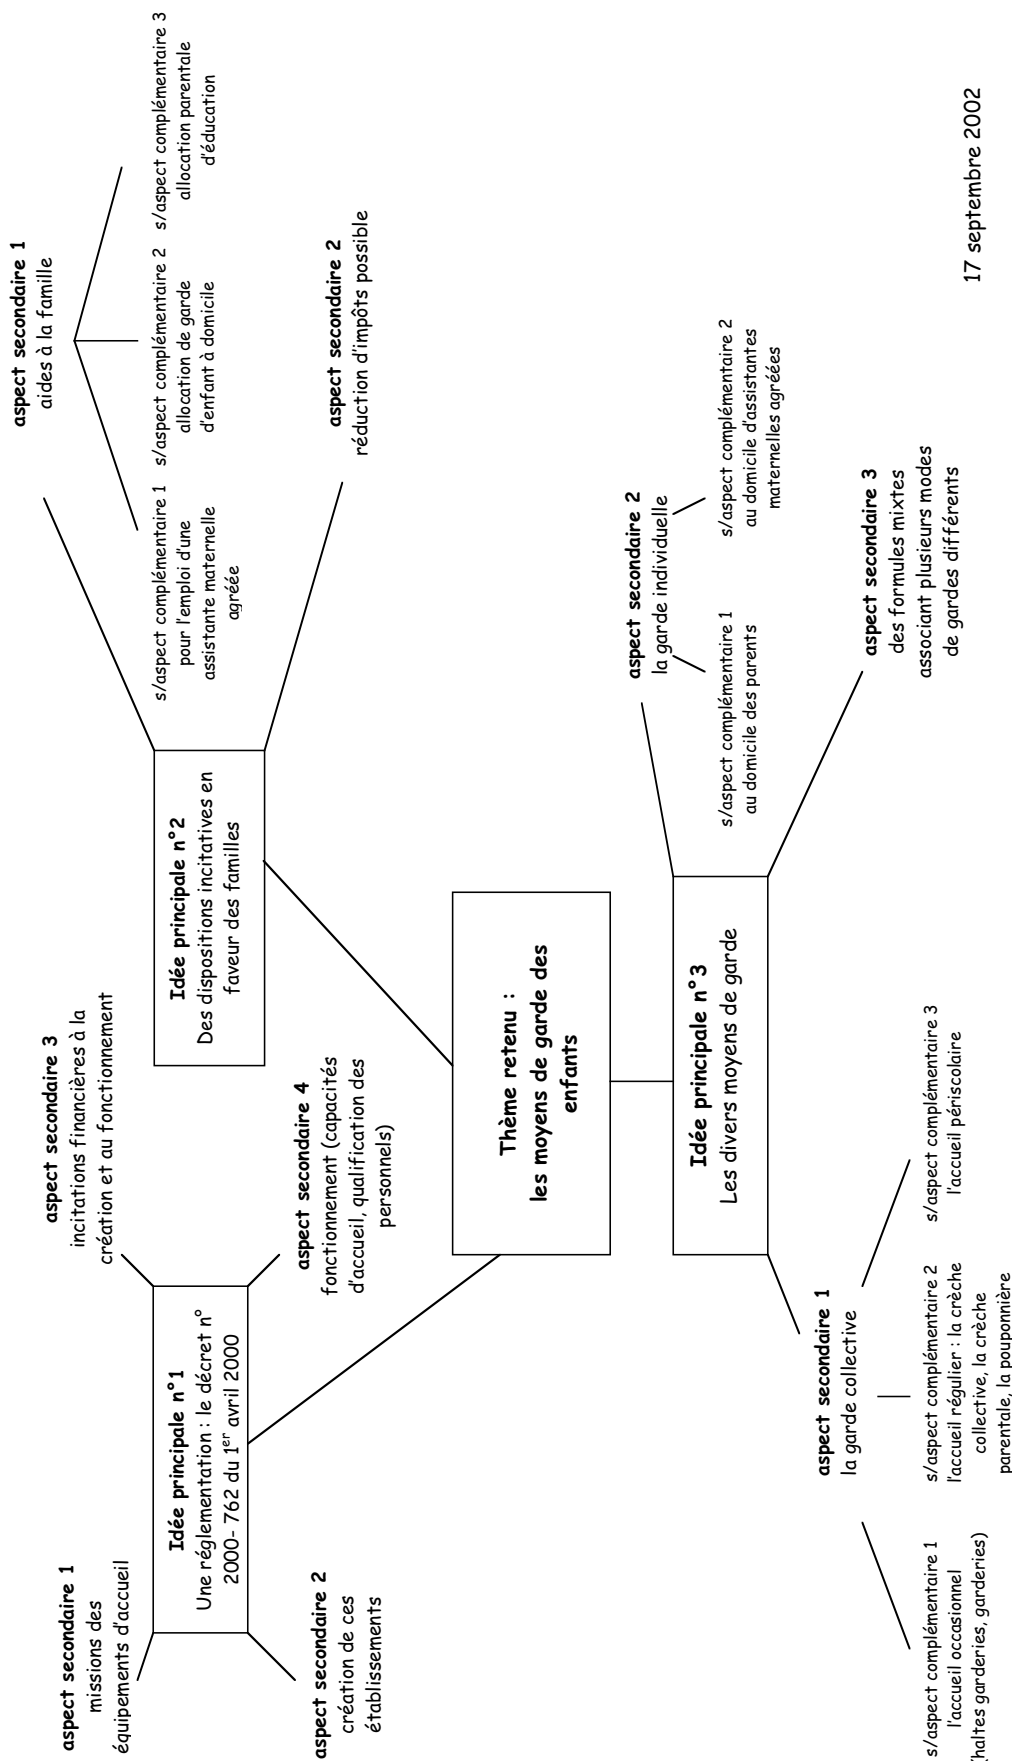 aspect secondaire 1
missions des
équipements d'accueil
aspect secondaire 2
création de ces
établissements
Idée principale n°1
Une réglementation : le décret n°
2000- 762 du 1er avril 2000
aspect secondaire 3
incitations financières à la
création et au fonctionnement
aspect secondaire 4
fonctionnement (capacités
d'accueil, qualification des
personnels)
Idée principale n°2
Des dispositions incitatives en
faveur des familles
aspect secondaire 1
aides à la famille
s/aspect complémentaire 1
pour l'emploi d'une
assistante maternelle
agréée
s/aspect complémentaire 2
allocation de garde
d'enfant à domicile
s/aspect complémentaire 3
allocation parentale
d'éducation
aspect secondaire 2
réduction d'impôts possible
Thème retenu :
les moyens de garde des
enfants
Idée principale n°3
Les divers moyens de garde
aspect secondaire 1
la garde collective
s/aspect complémentaire 1
l'accueil occasionnel
(haltes garderies, garderies)
s/aspect complémentaire 2
l'accueil régulier : la crèche
collective, la crèche
parentale, la pouponnière
s/aspect complémentaire 3
l'accueil périscolaire
aspect secondaire 2
la garde individuelle
s/aspect complémentaire 1
au domicile des parents
s/aspect complémentaire 2
au domicile d'assistantes
maternelles agréées
aspect secondaire 3
des formules mixtes
associant plusieurs modes
de gardes différents
17 septembre 2002